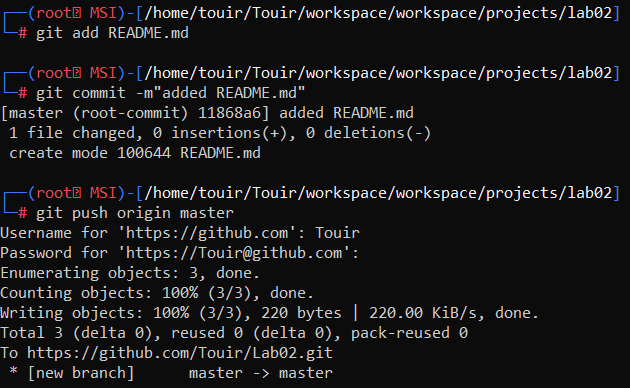 ┌──(root㉿ MSI)-[/home/touir/Touir/workspace/workspace/projects/lab02]
└─# git add README.md
┌──(root㉿ MSI)-[/home/touir/Touir/workspace/workspace/projects/lab02]
└─# git commit -m"added README.md"
[master (root-commit) 11868a6] added README.md
 1 file changed, 0 insertions(+), 0 deletions(-)
 create mode 100644 README.md
┌──(root㉿ MSI)-[/home/touir/Touir/workspace/workspace/projects/lab02]
└─# git push origin master
Username for 'https://github.com': Touir
Password for 'https://Touir@github.com':
Enumerating objects: 3, done.
Counting objects: 100% (3/3), done.
Writing objects: 100% (3/3), 220 bytes | 220.00 KiB/s, done.
Total 3 (delta 0), reused 0 (delta 0), pack-reused 0
To https://github.com/Touir/Lab02.git
 * [new branch]      master -> master